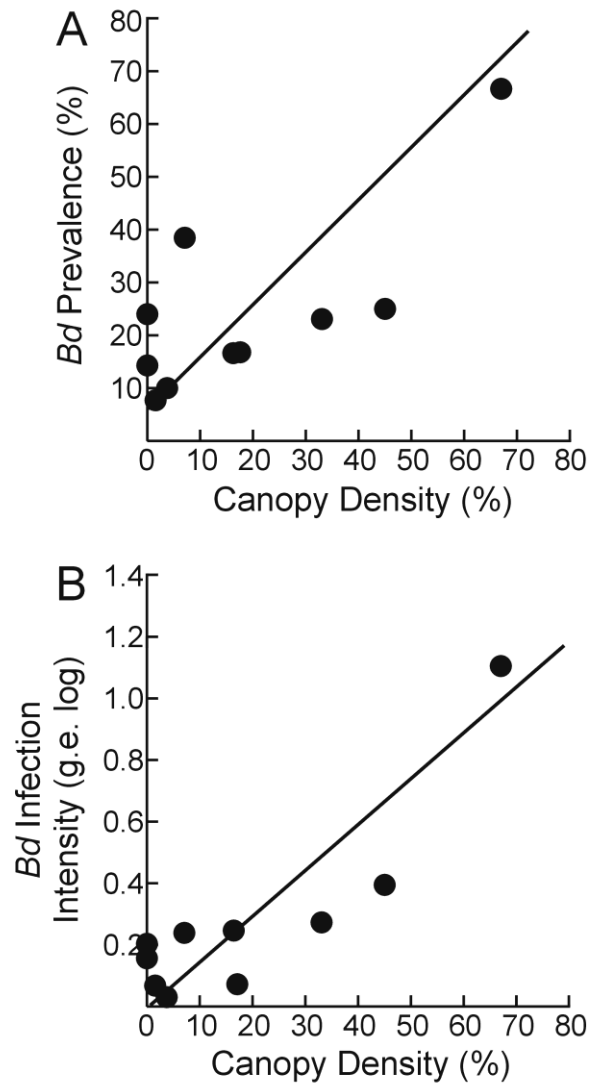 A
80
70
60
50
40
30
20
10
Bd Prevalence (%)
0 10 20 30 40 50 60 70 80
Canopy Density (%)
B
1.4
1.2
1.0
0.8
0.6
0.4
0.2
Bd Infection
Intensity (g.e. log)
0 10 20 30 40 50 60 70 80
Canopy Density (%)